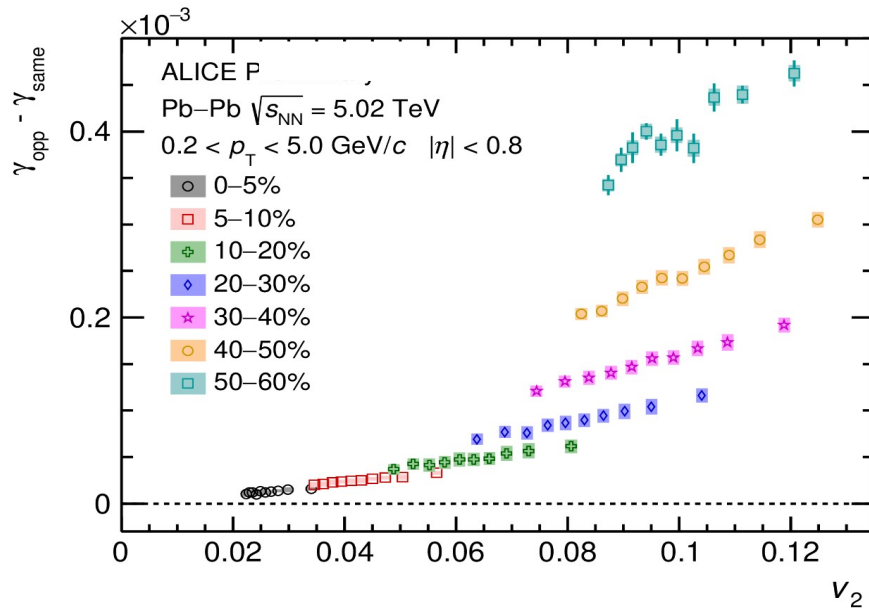 ×10⁻³
γopp - γsame
ALICE
Pb–Pb √sNN = 5.02 TeV
0.2 < pT < 5.0 GeV/c |η| < 0.8
0–5%
5–10%
10–20%
20–30%
30–40%
40–50%
50–60%
0.4
0.2
0
0 0.02 0.04 0.06 0.08 0.1 0.12
v2